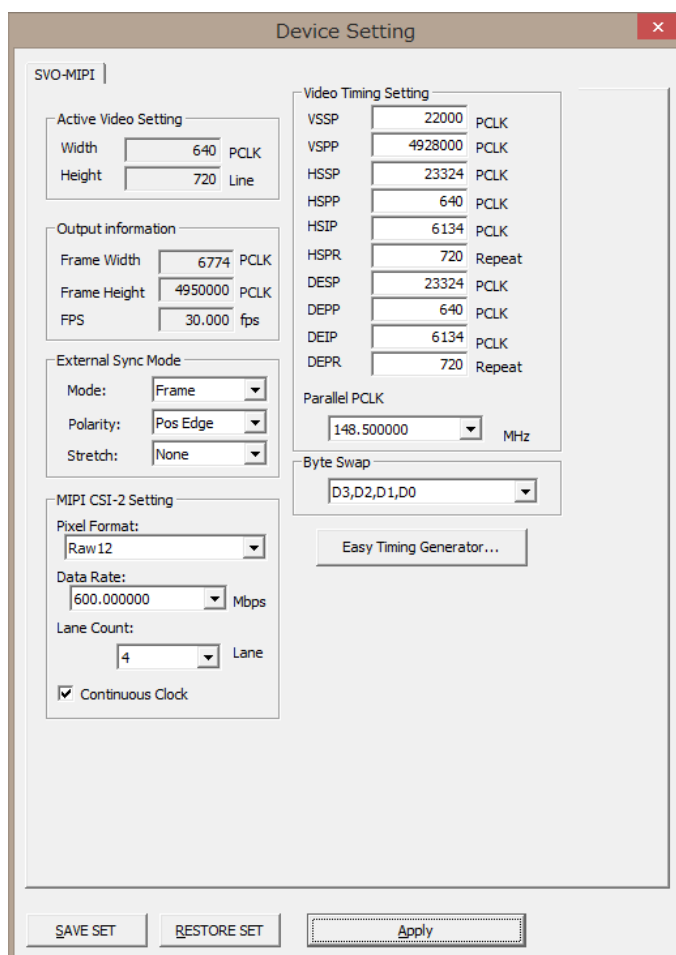 Device Setting
SVO-MIPI
Active Video Setting
Width 640 PCLK
Height 720 Line
Output information
Frame Width 6774 PCLK
Frame Height 4950000 PCLK
FPS 30.000 fps
External Sync Mode
Mode: Frame
Polarity: Pos Edge
Stretch: None
MIPI CSI-2 Setting
Pixel Format:
Raw12
Data Rate:
600.000000 Mbps
Lane Count:
4 Lane
Continuous Clock
Video Timing Setting
VSSP 22000 PCLK
VSPP 4928000 PCLK
HSSP 23324 PCLK
HSPP 640 PCLK
HSIP 6134 PCLK
HSPR 720 Repeat
DESP 23324 PCLK
DEPP 640 PCLK
DEIP 6134 PCLK
DEPR 720 Repeat
Parallel PCLK
148.500000 MHz
Byte Swap
D3,D2,D1,D0
Easy Timing Generator...
SAVE SET RESTORE SET Apply